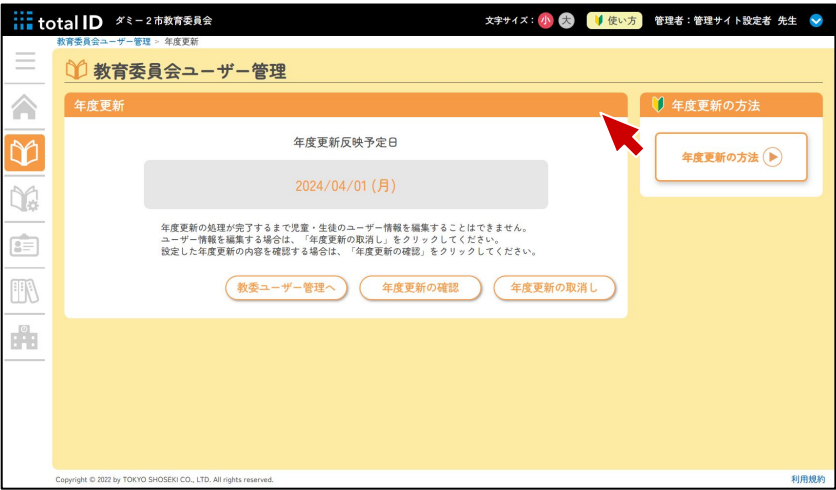 total ID ダミー２市教育委員会 文字サイズ： 小 大 使い方 管理者：管理サイト設定者 先生
教育委員会ユーザー管理 > 年度更新
教育委員会ユーザー管理
年度更新
年度更新反映予定日
2024/04/01 (月)
年度更新の処理が完了するまで児童・生徒のユーザー情報を編集することはできません。
ユーザー情報を編集する場合は、「年度更新の取消し」をクリックしてください。
設定した年度更新の内容を確認する場合は、「年度更新の確認」をクリックしてください。
教委ユーザー管理へ 年度更新の確認 年度更新の取消し
年度更新の方法
年度更新の方法
Copyright © 2022 by TOKYO SHOSEKI CO., LTD. All rights reserved. 利用規約